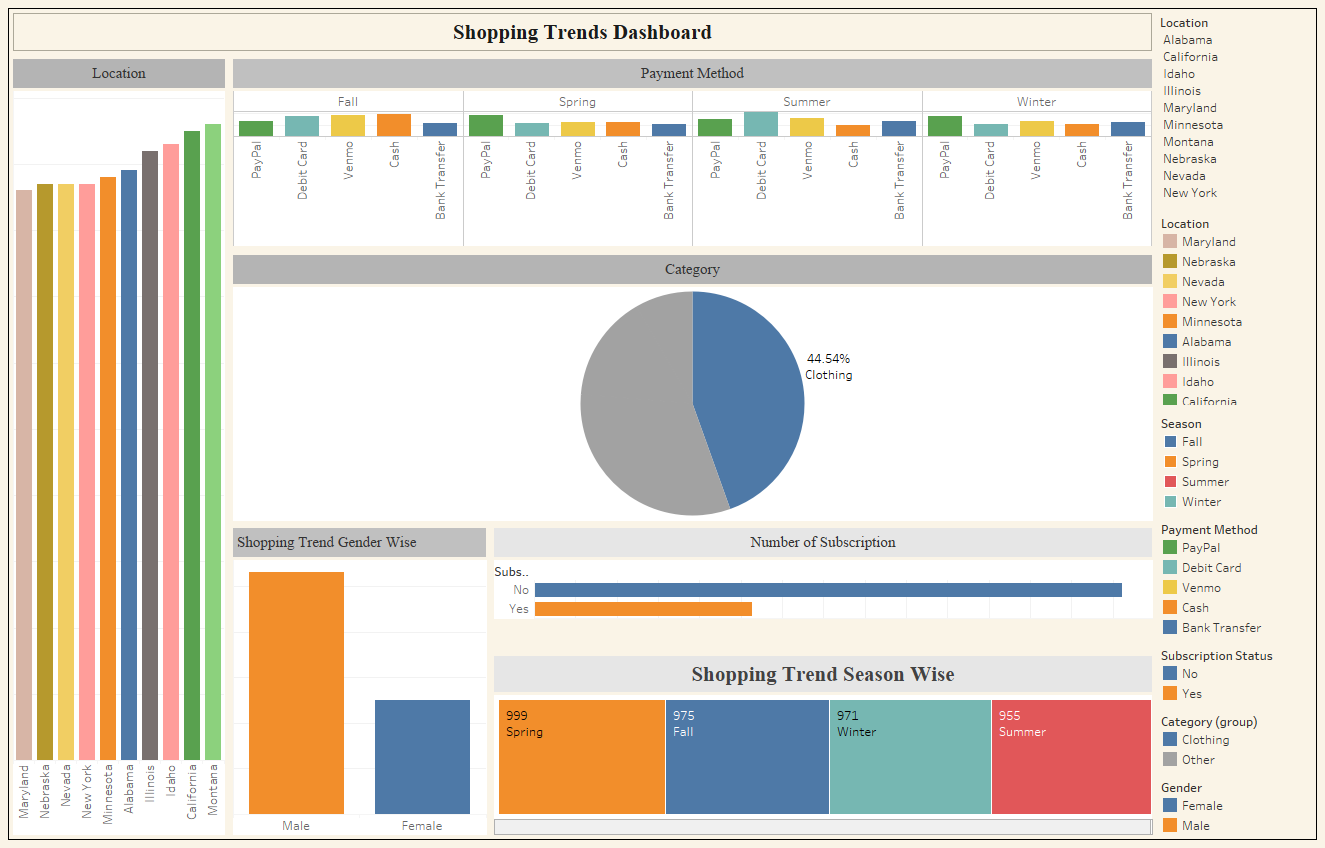 Shopping Trends Dashboard
Location
Maryland
Nebraska
Nevada
New York
Minnesota
Alabama
Illinois
Idaho
California
Montana
Payment Method
Fall
Spring
Summer
Winter
PayPal
Debit Card
Venmo
Cash
Bank Transfer
PayPal
Debit Card
Venmo
Cash
Bank Transfer
PayPal
Debit Card
Venmo
Cash
Bank Transfer
PayPal
Debit Card
Venmo
Cash
Bank Transfer
Category
44.54%
Clothing
Shopping Trend Gender Wise
Male
Female
Number of Subscription
Subs..
No
Yes
Shopping Trend Season Wise
999
Spring
975
Fall
971
Winter
955
Summer
Location
Alabama
California
Idaho
Illinois
Maryland
Minnesota
Montana
Nebraska
Nevada
New York
Location
Maryland
Nebraska
Nevada
New York
Minnesota
Alabama
Illinois
Idaho
California
Season
Fall
Spring
Summer
Winter
Payment Method
PayPal
Debit Card
Venmo
Cash
Bank Transfer
Subscription Status
No
Yes
Category (group)
Clothing
Other
Gender
Female
Male